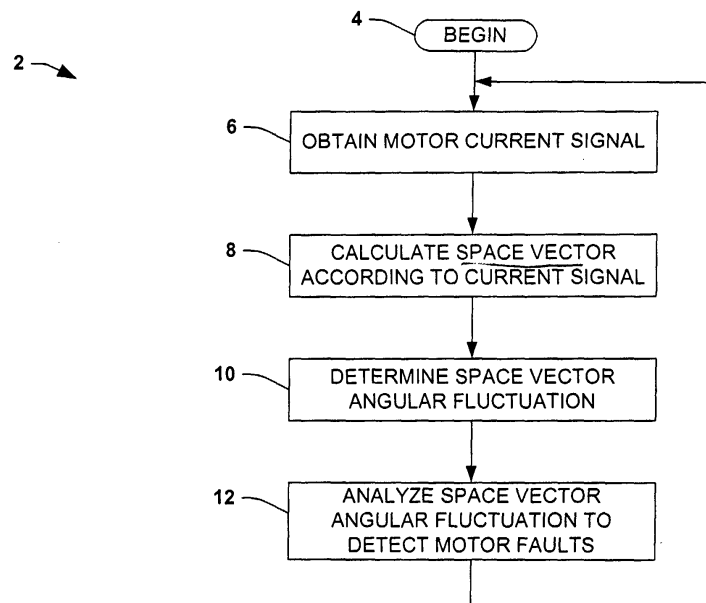 4 BEGIN
2
6 OBTAIN MOTOR CURRENT SIGNAL
8 CALCULATE SPACE VECTOR
ACCORDING TO CURRENT SIGNAL
10 DETERMINE SPACE VECTOR
ANGULAR FLUCTUATION
12 ANALYZE SPACE VECTOR
ANGULAR FLUCTUATION TO
DETECT MOTOR FAULTS